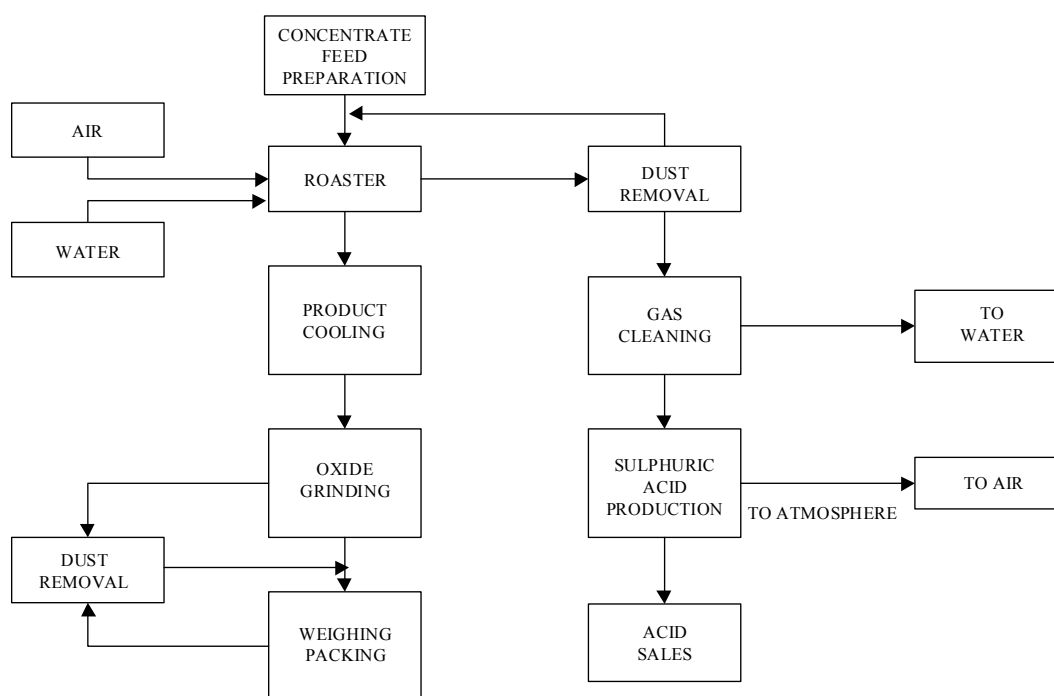 CONCENTRATE
FEED
PREPARATION
AIR
ROASTER
DUST
REMOVAL
WATER
PRODUCT
COOLING
GAS
CLEANING
TO
WATER
OXIDE
GRINDING
SULPHURIC
ACID
PRODUCTION
TO AIR
TO ATMOSPHERE
DUST
REMOVAL
WEIGHING
PACKING
ACID
SALES